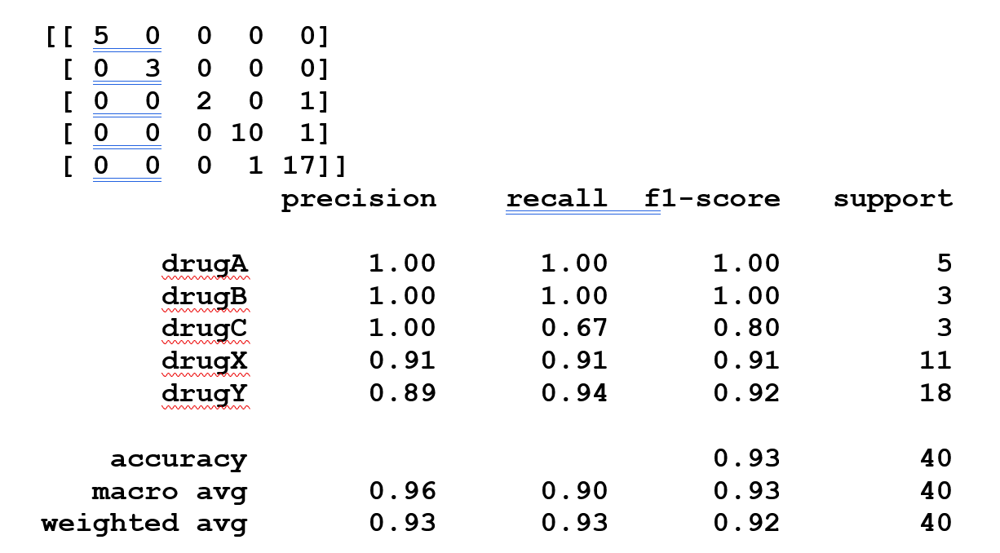 [[ 5  0  0  0  0]
 [ 0  3  0  0  0]
 [ 0  0  2  0  1]
 [ 0  0  0 10  1]
 [ 0  0  0  1 17]]
              precision    recall  f1-score   support

       drugA       1.00      1.00      1.00         5
       drugB       1.00      1.00      1.00         3
       drugC       1.00      0.67      0.80         3
       drugX       0.91      0.91      0.91        11
       drugY       0.89      0.94      0.92        18

    accuracy                           0.93        40
   macro avg       0.96      0.90      0.93        40
weighted avg       0.93      0.93      0.92        40